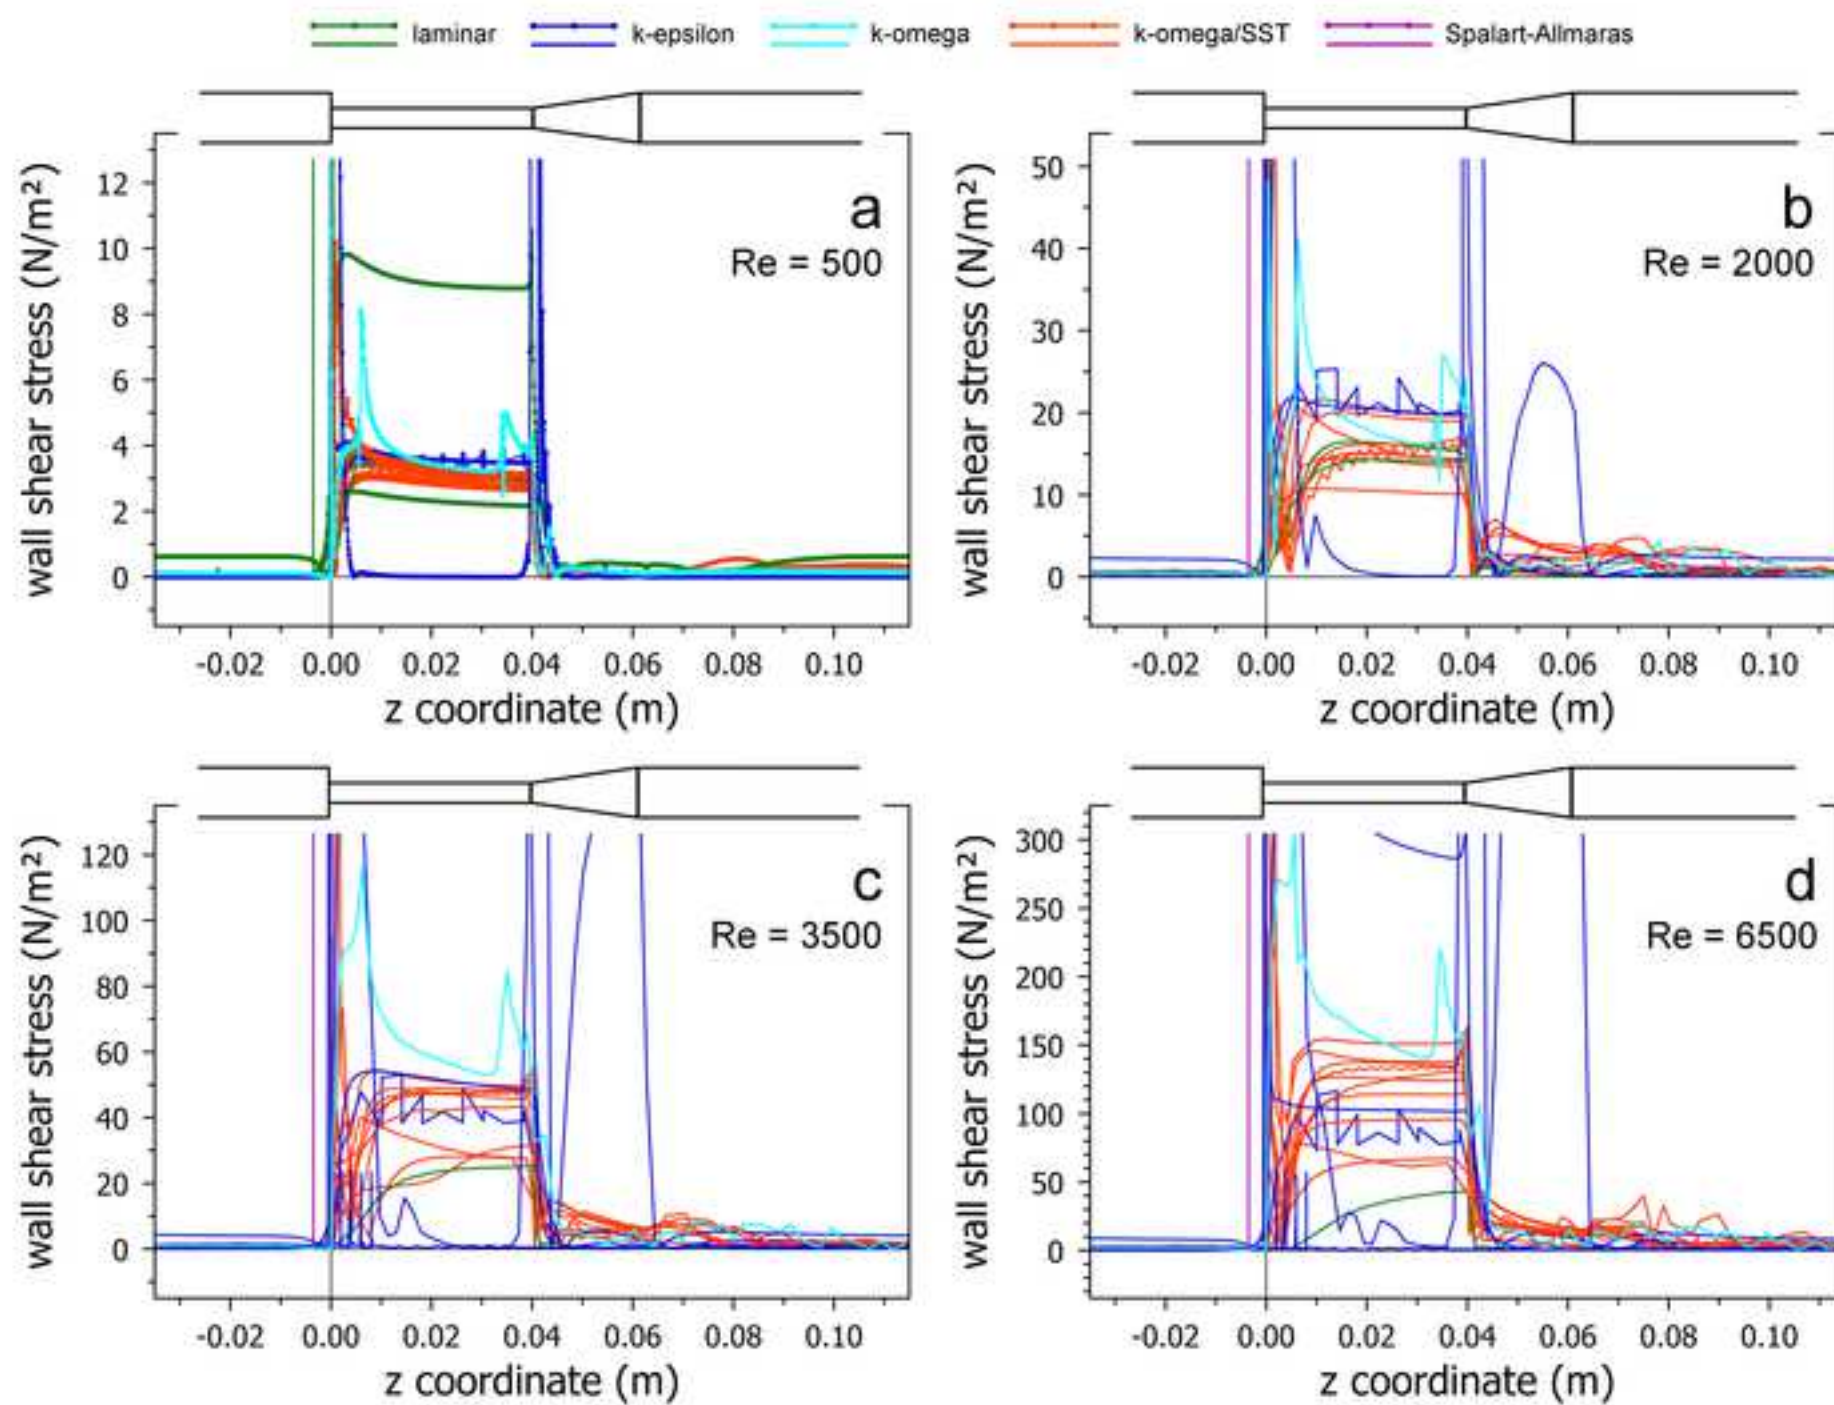 laminar k-epsilon k-omega k-omega/SST Spalart-Allmaras
a
Re = 500
wall shear stress (N/m²)
12
10
8
6
4
2
0
-0.02 0.00 0.02 0.04 0.06 0.08 0.10
z coordinate (m)
b
Re = 2000
wall shear stress (N/m²)
50
40
30
20
10
0
-0.02 0.00 0.02 0.04 0.06 0.08 0.10
z coordinate (m)
c
Re = 3500
wall shear stress (N/m²)
120
100
80
60
40
20
0
-0.02 0.00 0.02 0.04 0.06 0.08 0.10
z coordinate (m)
d
Re = 6500
wall shear stress (N/m²)
300
250
200
150
100
50
0
-0.02 0.00 0.02 0.04 0.06 0.08 0.10
z coordinate (m)